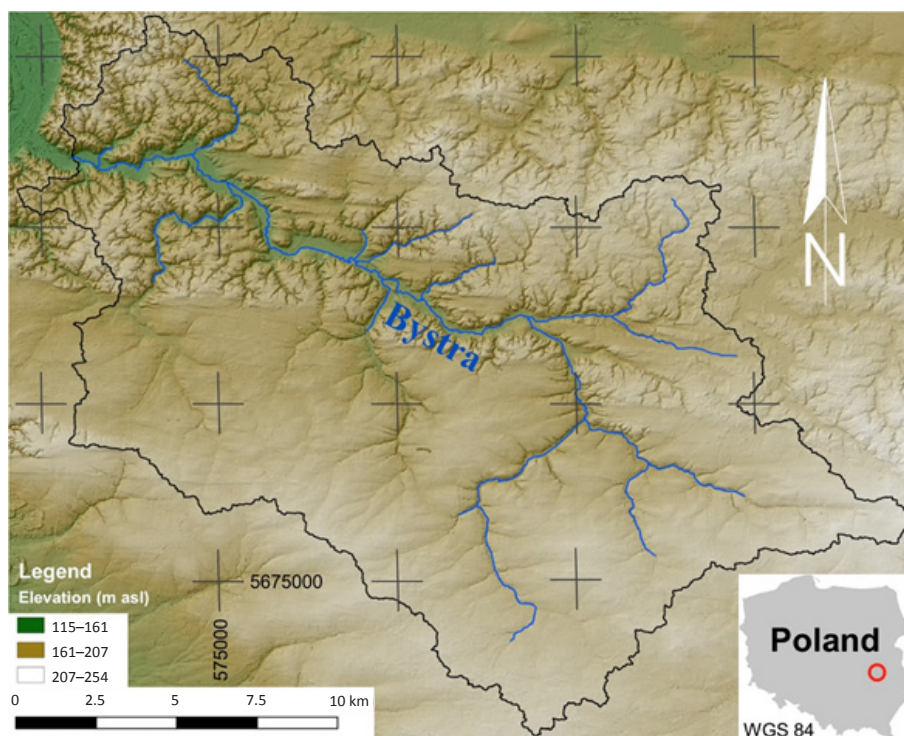 N
Bystra
5675000
575000
Legend
Elevation (m asl)
115–161
161–207
207–254
0 2.5 5 7.5 10 km
Poland
WGS 84